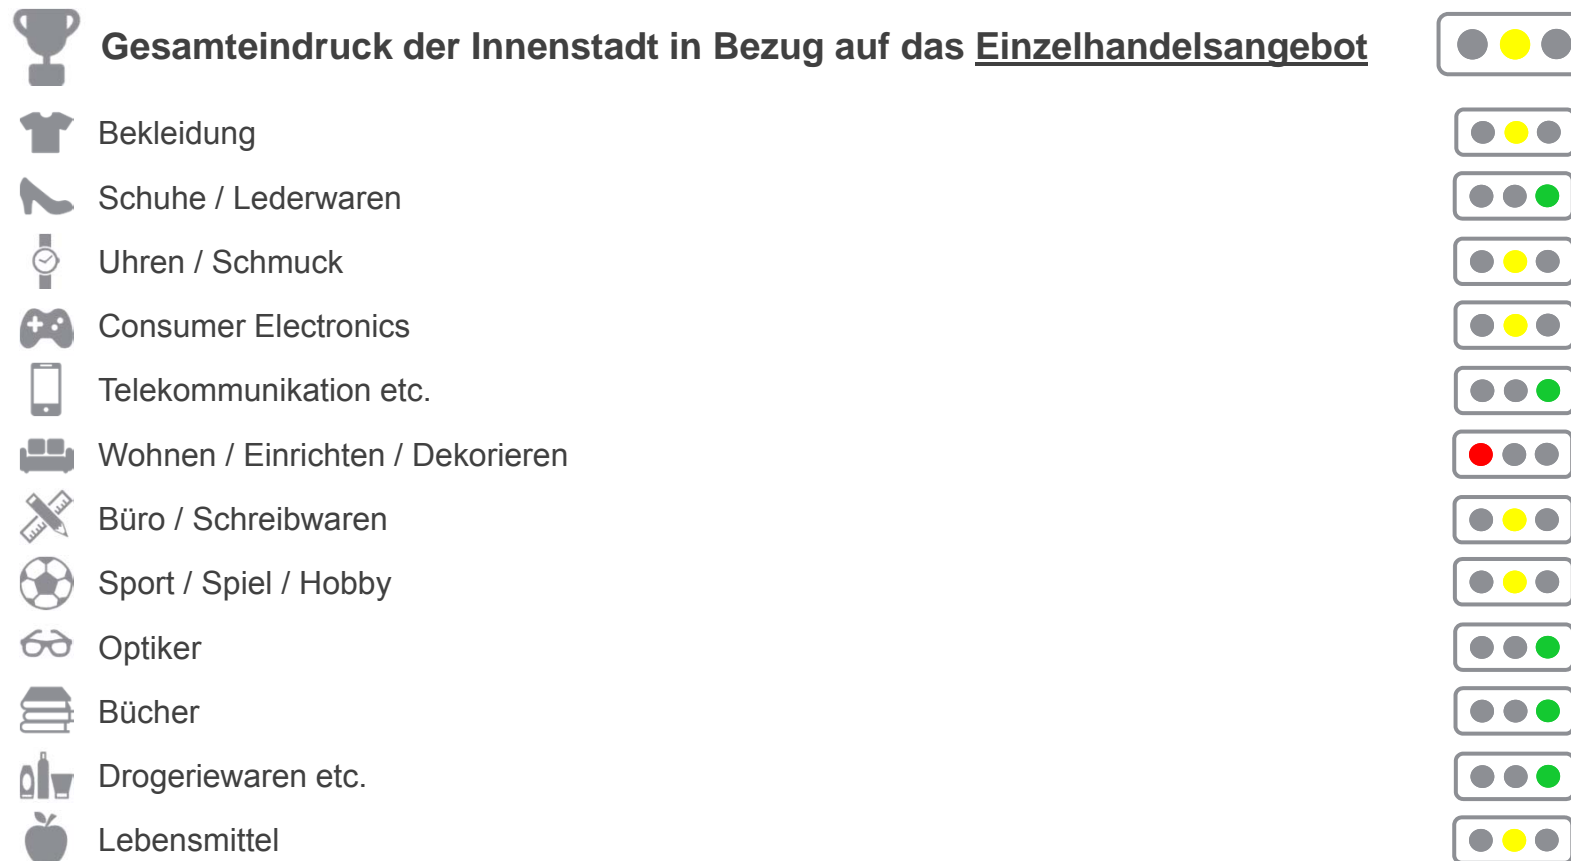 Gesamteindruck der Innenstadt in Bezug auf das Einzelhandelsangebot
Bekleidung
Schuhe / Lederwaren
Uhren / Schmuck
Consumer Electronics
Telekommunikation etc.
Wohnen / Einrichten / Dekorieren
Büro / Schreibwaren
Sport / Spiel / Hobby
Optiker
Bücher
Drogeriewaren etc.
Lebensmittel